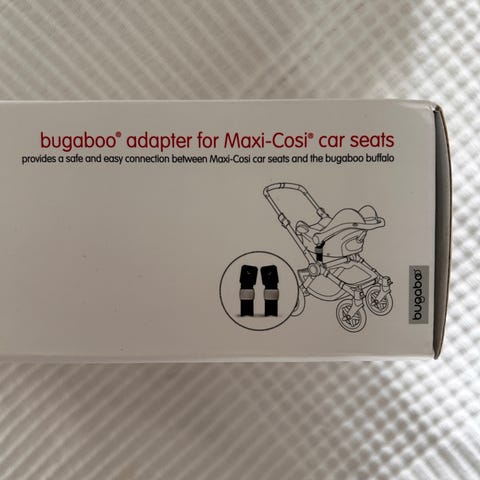 bugaboo® adapter for Maxi-Cosi® car seats
provides a safe and easy connection between Maxi-Cosi car seats and the bugaboo buffalo
bugaboo